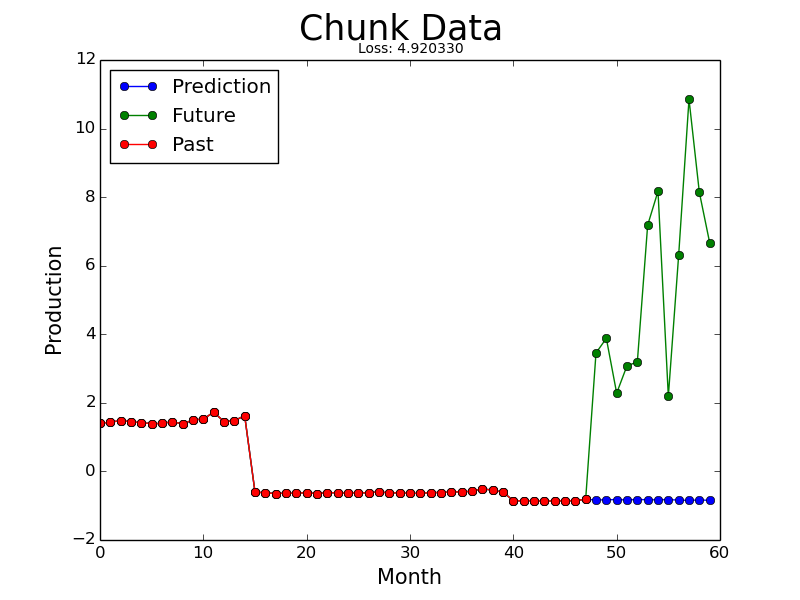 Chunk Data
Loss: 4.920330
12
10
8
6
4
2
0
−2
Production
Prediction
Future
Past
0 10 20 30 40 50 60
Month